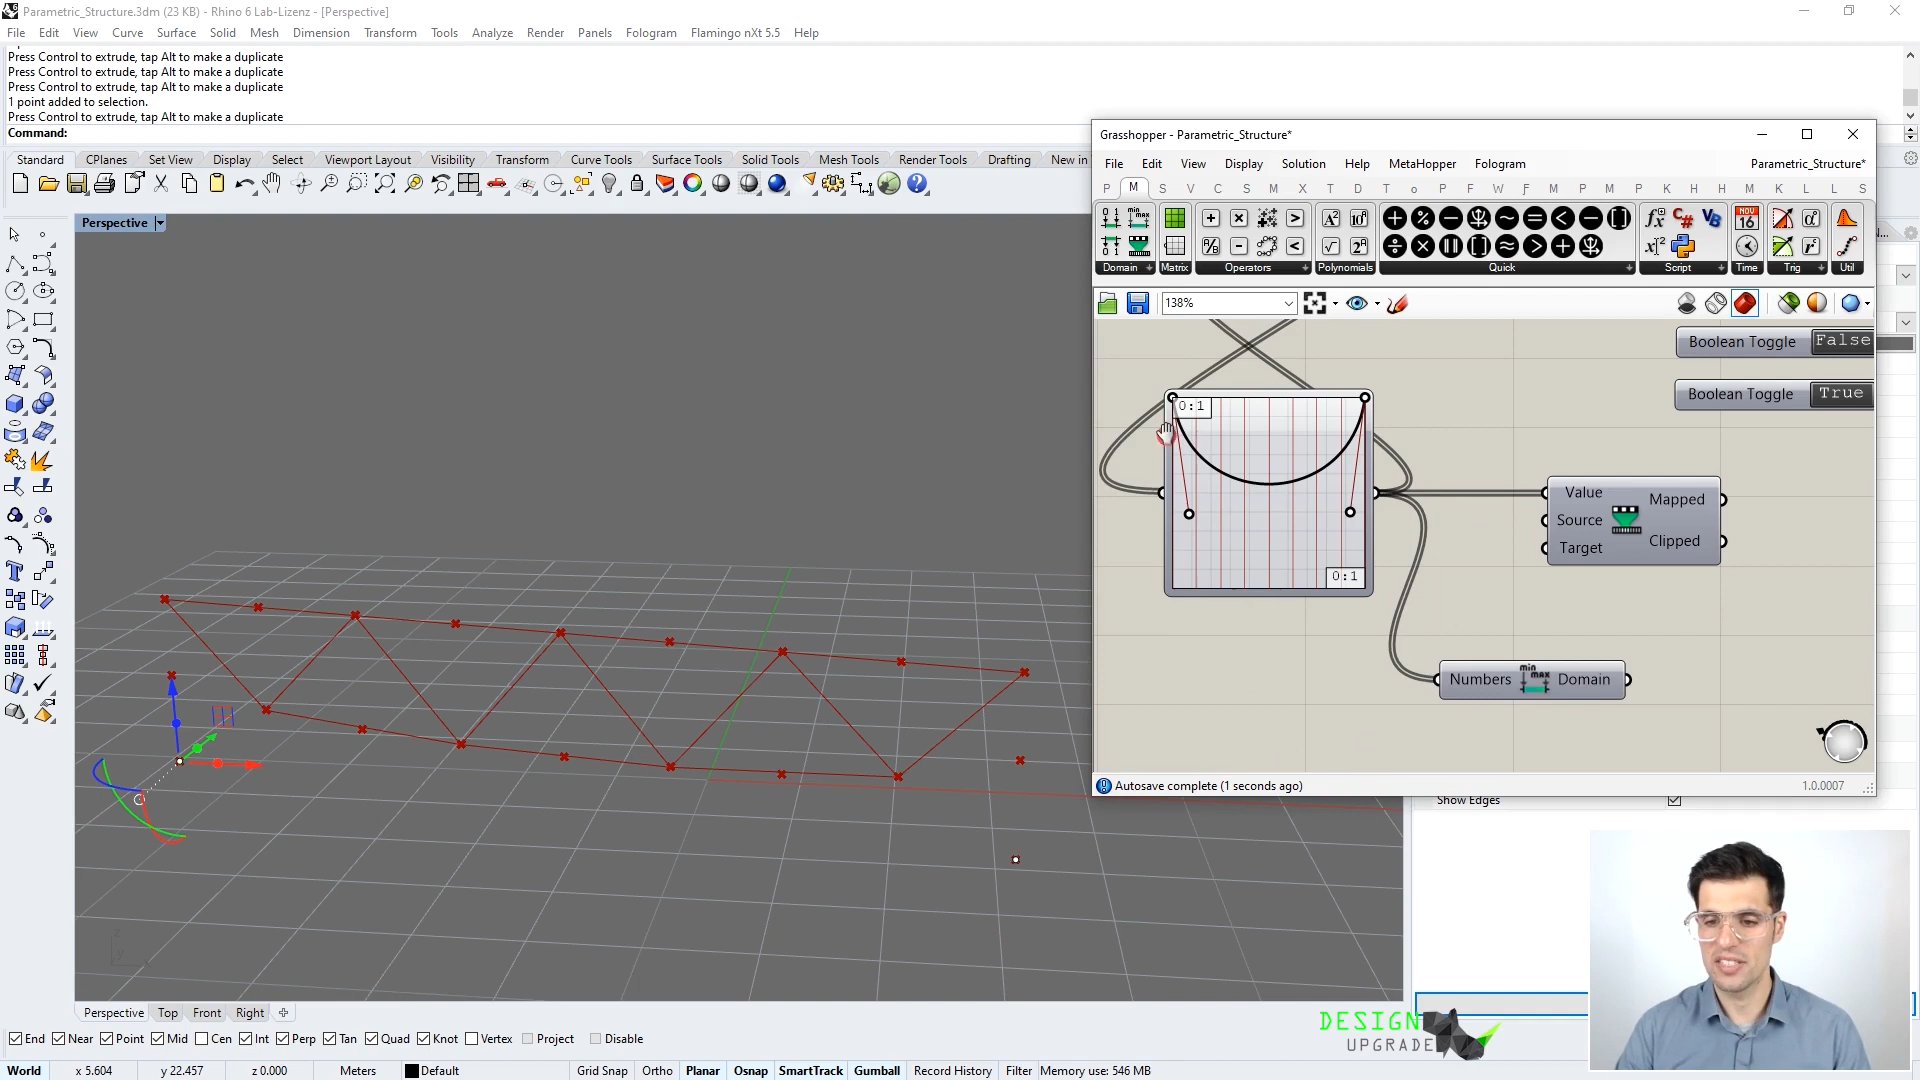 Parametric_Structure.3dm (23 KB) - Rhino 6 Lab-Lizenz - [Perspective]
File Edit View Curve Surface Solid Mesh Dimension Transform Tools Analyze Render Panels Fologram Flamingo nXt 5.5 Help
Press Control to extrude, tap Alt to make a duplicate
Press Control to extrude, tap Alt to make a duplicate
Press Control to extrude, tap Alt to make a duplicate
1 point added to selection.
Press Control to extrude, tap Alt to make a duplicate
Command:
Standard CPlanes Set View Display Select Viewport Layout Visibility Transform Curve Tools Surface Tools Solid Tools Mesh Tools Render Tools Drafting New in
Perspective
Grasshopper - Parametric_Structure*
File Edit View Display Solution Help MetaHopper Fologram Parametric_Structure*
P M S V C S M X T D T o P F W F M P M P K H H M K L L S
Domain Matrix Operators Polynomials Quick Script Time Trig Util
138%
Boolean Toggle False
Boolean Toggle True
0:1
0:1
Value Source Target Mapped Clipped
Numbers min max Domain
Autosave complete (1 seconds ago) 1.0.0007
Show Edges
Perspective Top Front Right
DESIGN
UPGRADE
End Near Point Mid Cen Int Perp Tan Quad Knot Vertex Project Disable
World x 5.604 y 22.457 z 0.000 Meters Default Grid Snap Ortho Planar Osnap SmartTrack Gumball Record History Filter Memory use: 546 MB